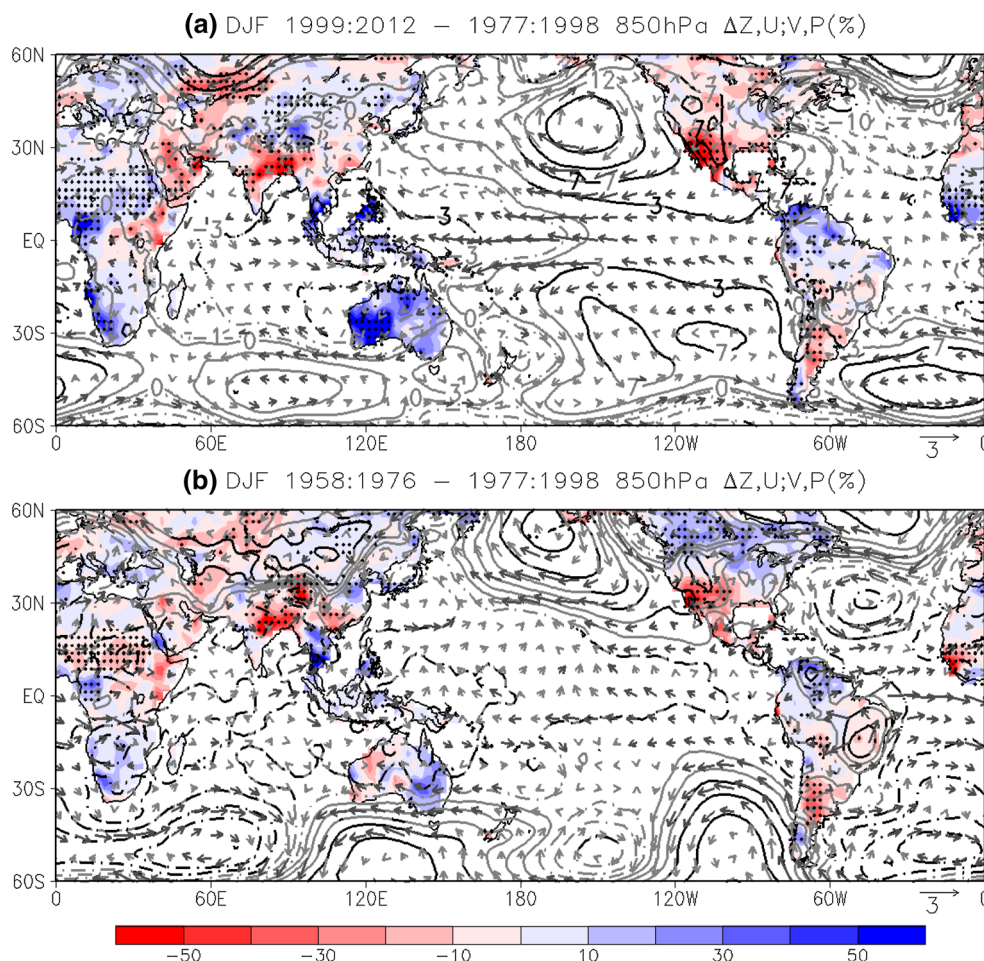 (a) DJF 1999:2012 − 1977:1998 850hPa ΔZ,U;V,P(%)
60N
30N
EQ
30S
60S
0 60E 120E 180 120W 60W 0
3
(b) DJF 1958:1976 − 1977:1998 850hPa ΔZ,U;V,P(%)
60N
30N
EQ
30S
60S
0 60E 120E 180 120W 60W 0
3
−50 −30 −10 10 30 50